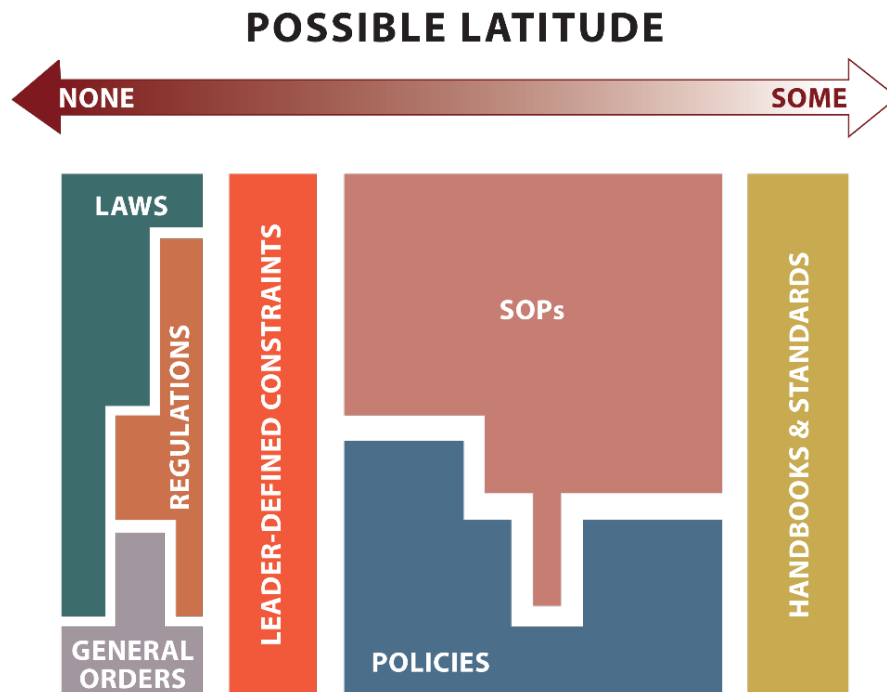 POSSIBLE LATITUDE
NONE
SOME
LAWS
REGULATIONS
GENERAL
ORDERS
LEADER-DEFINED CONSTRAINTS
SOPs
POLICIES
HANDBOOKS & STANDARDS